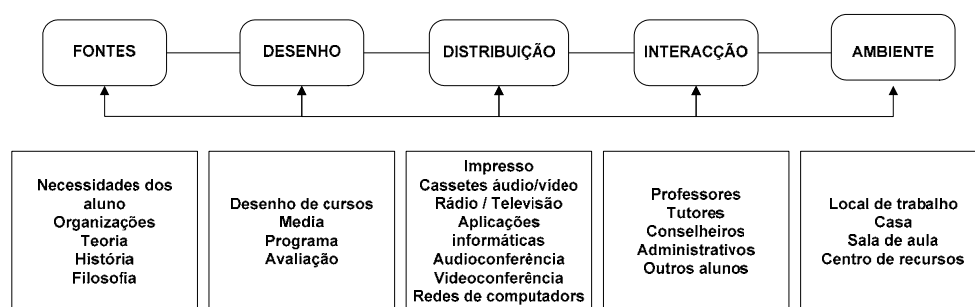 FONTES
DESENHO
DISTRIBUIÇÃO
INTERACÇÃO
AMBIENTE
Necessidades dos
aluno
Organizações
Teoria
História
Filosofia
Desenho de cursos
Media
Programa
Avaliação
Impresso
Cassetes áudio/vídeo
Rádio / Televisão
Aplicações
informáticas
Audioconferência
Videoconferência
Redes de computadors
Professores
Tutores
Conselheiros
Administrativos
Outros alunos
Local de trabalho
Casa
Sala de aula
Centro de recursos